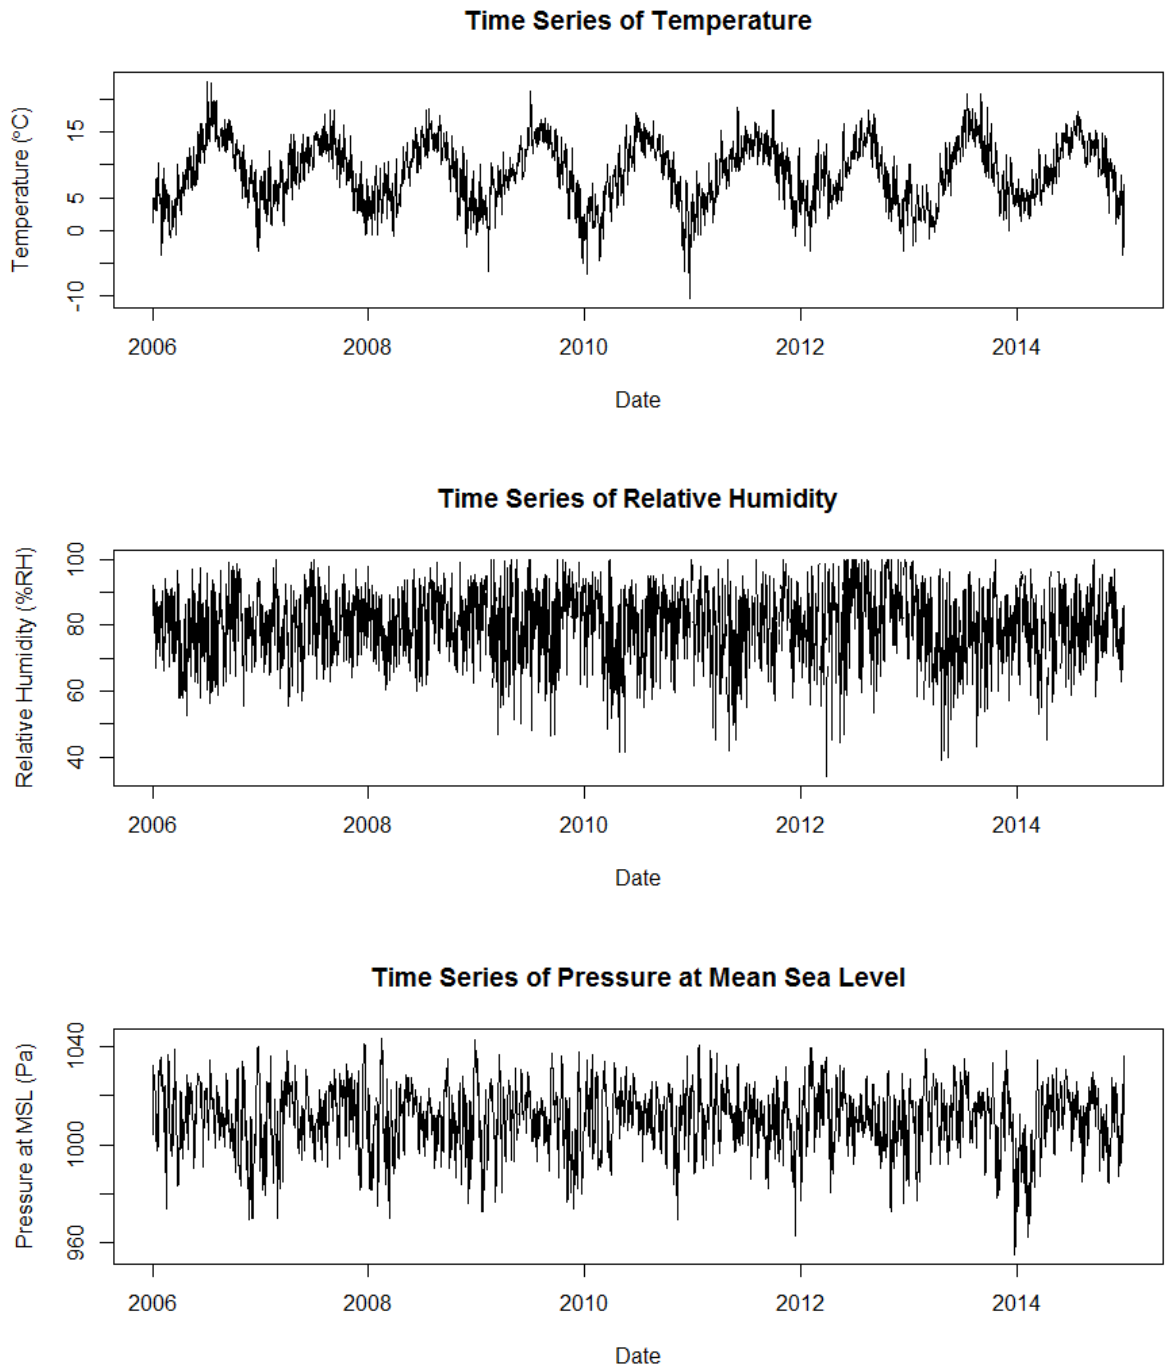 Time Series of Temperature
Temperature (°C)
15
5
0
-10
2006 2008 2010 2012 2014
Date
Time Series of Relative Humidity
Relative Humidity (%RH)
100
80
60
40
2006 2008 2010 2012 2014
Date
Time Series of Pressure at Mean Sea Level
Pressure at MSL (Pa)
1040
1000
960
2006 2008 2010 2012 2014
Date